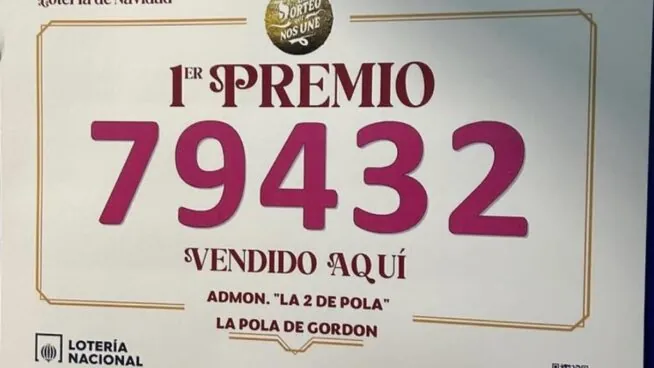 Lotería de Navidad
SORTEO
QUE
NOS UNE
1ER PREMIO
79432
VENDIDO AQUÍ
ADMON. "LA 2 DE POLA"
LA POLA DE GORDON
LOTERÍA
NACIONAL